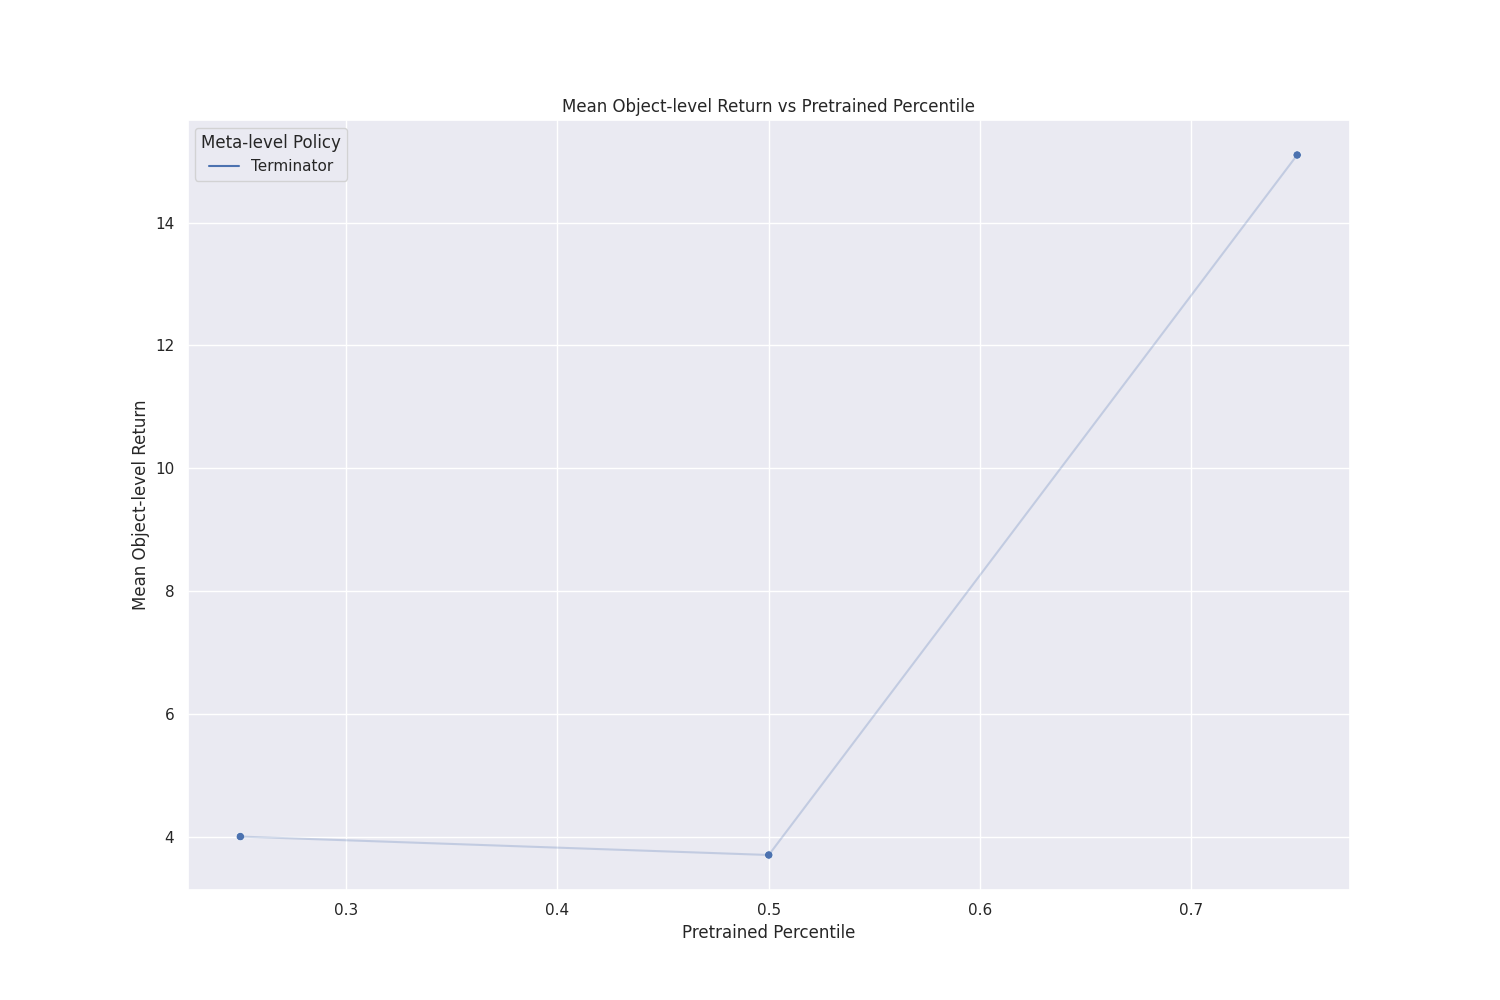 Mean Object-level Return vs Pretrained Percentile
Meta-level Policy
Terminator
14
12
10
8
6
4
Mean Object-level Return
0.3
0.4
0.5
0.6
0.7
Pretrained Percentile